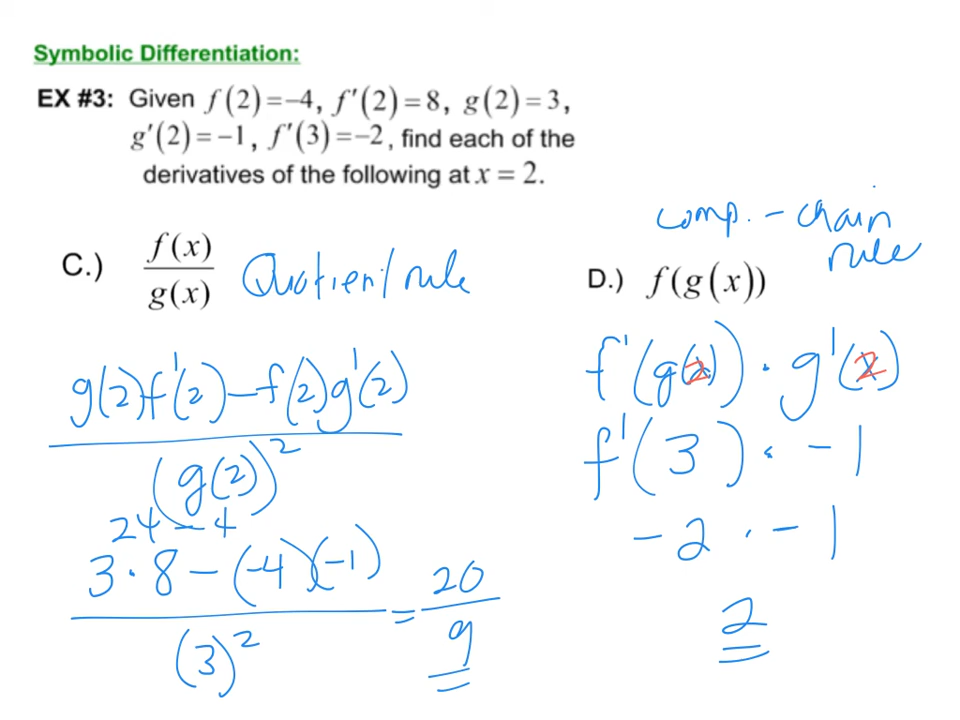 Symbolic Differentiation:
EX #3: Given f(2)=−4, f'(2)=8, g(2)=3,
g'(2)=−1, f'(3)=−2, find each of the
derivatives of the following at x = 2.
comp. - chain
rule
C.) f(x)/g(x) Quotient rule
D.) f(g(x))
g(2)f'(2)-f(2)g'(2)
(g(2))²
24-4
3·8-(-4)(-1)
(3)²
= 20/9
f'(g(2))·g'(2)
f'(3)·-1
-2·-1
2